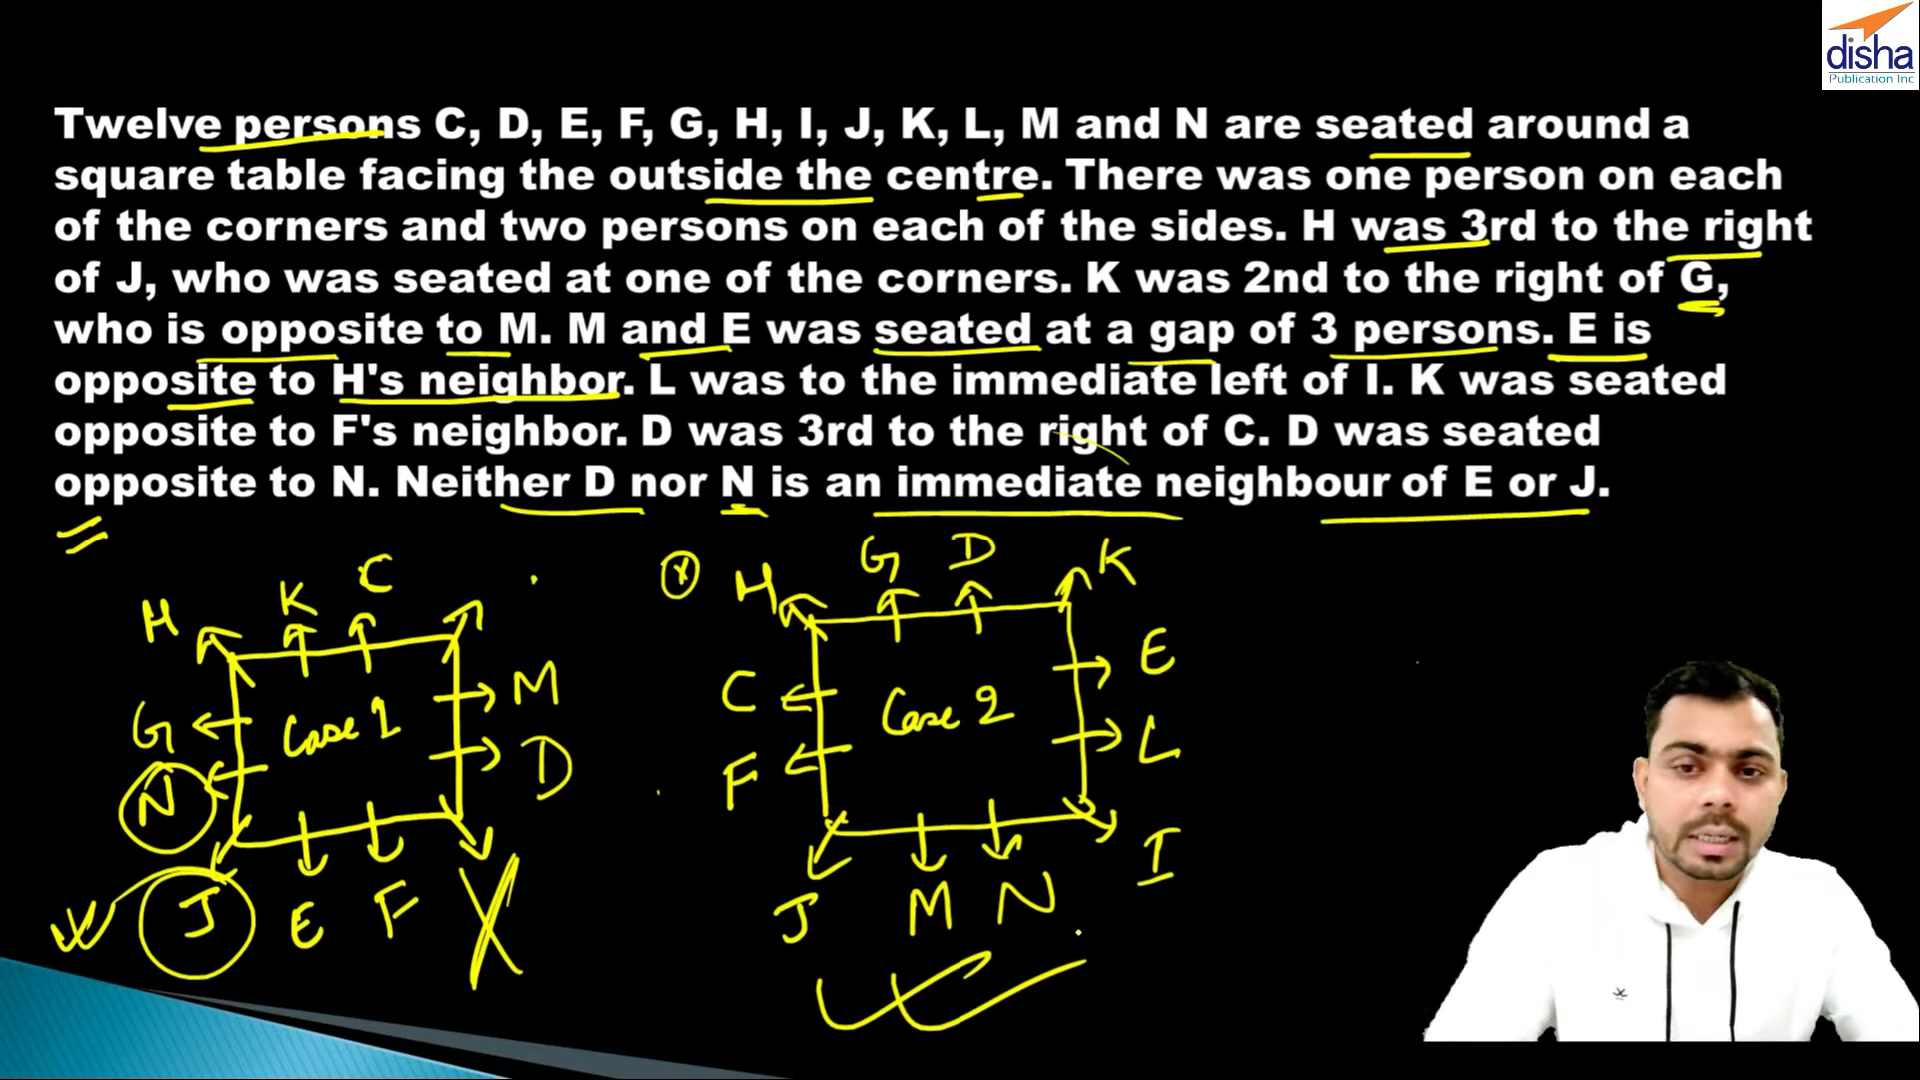 disha
Publication Inc
Twelve persons C, D, E, F, G, H, I, J, K, L, M and N are seated around a
square table facing the outside the centre. There was one person on each
of the corners and two persons on each of the sides. H was 3rd to the right
of J, who was seated at one of the corners. K was 2nd to the right of G,
who is opposite to M. M and E was seated at a gap of 3 persons. E is
opposite to H's neighbor. L was to the immediate left of I. K was seated
opposite to F's neighbor. D was 3rd to the right of C. D was seated
opposite to N. Neither D nor N is an immediate neighbour of E or J.
H K C
G Case 1 M
N D
J E F X
H G D K
C Case 2 E
F L
J M N I